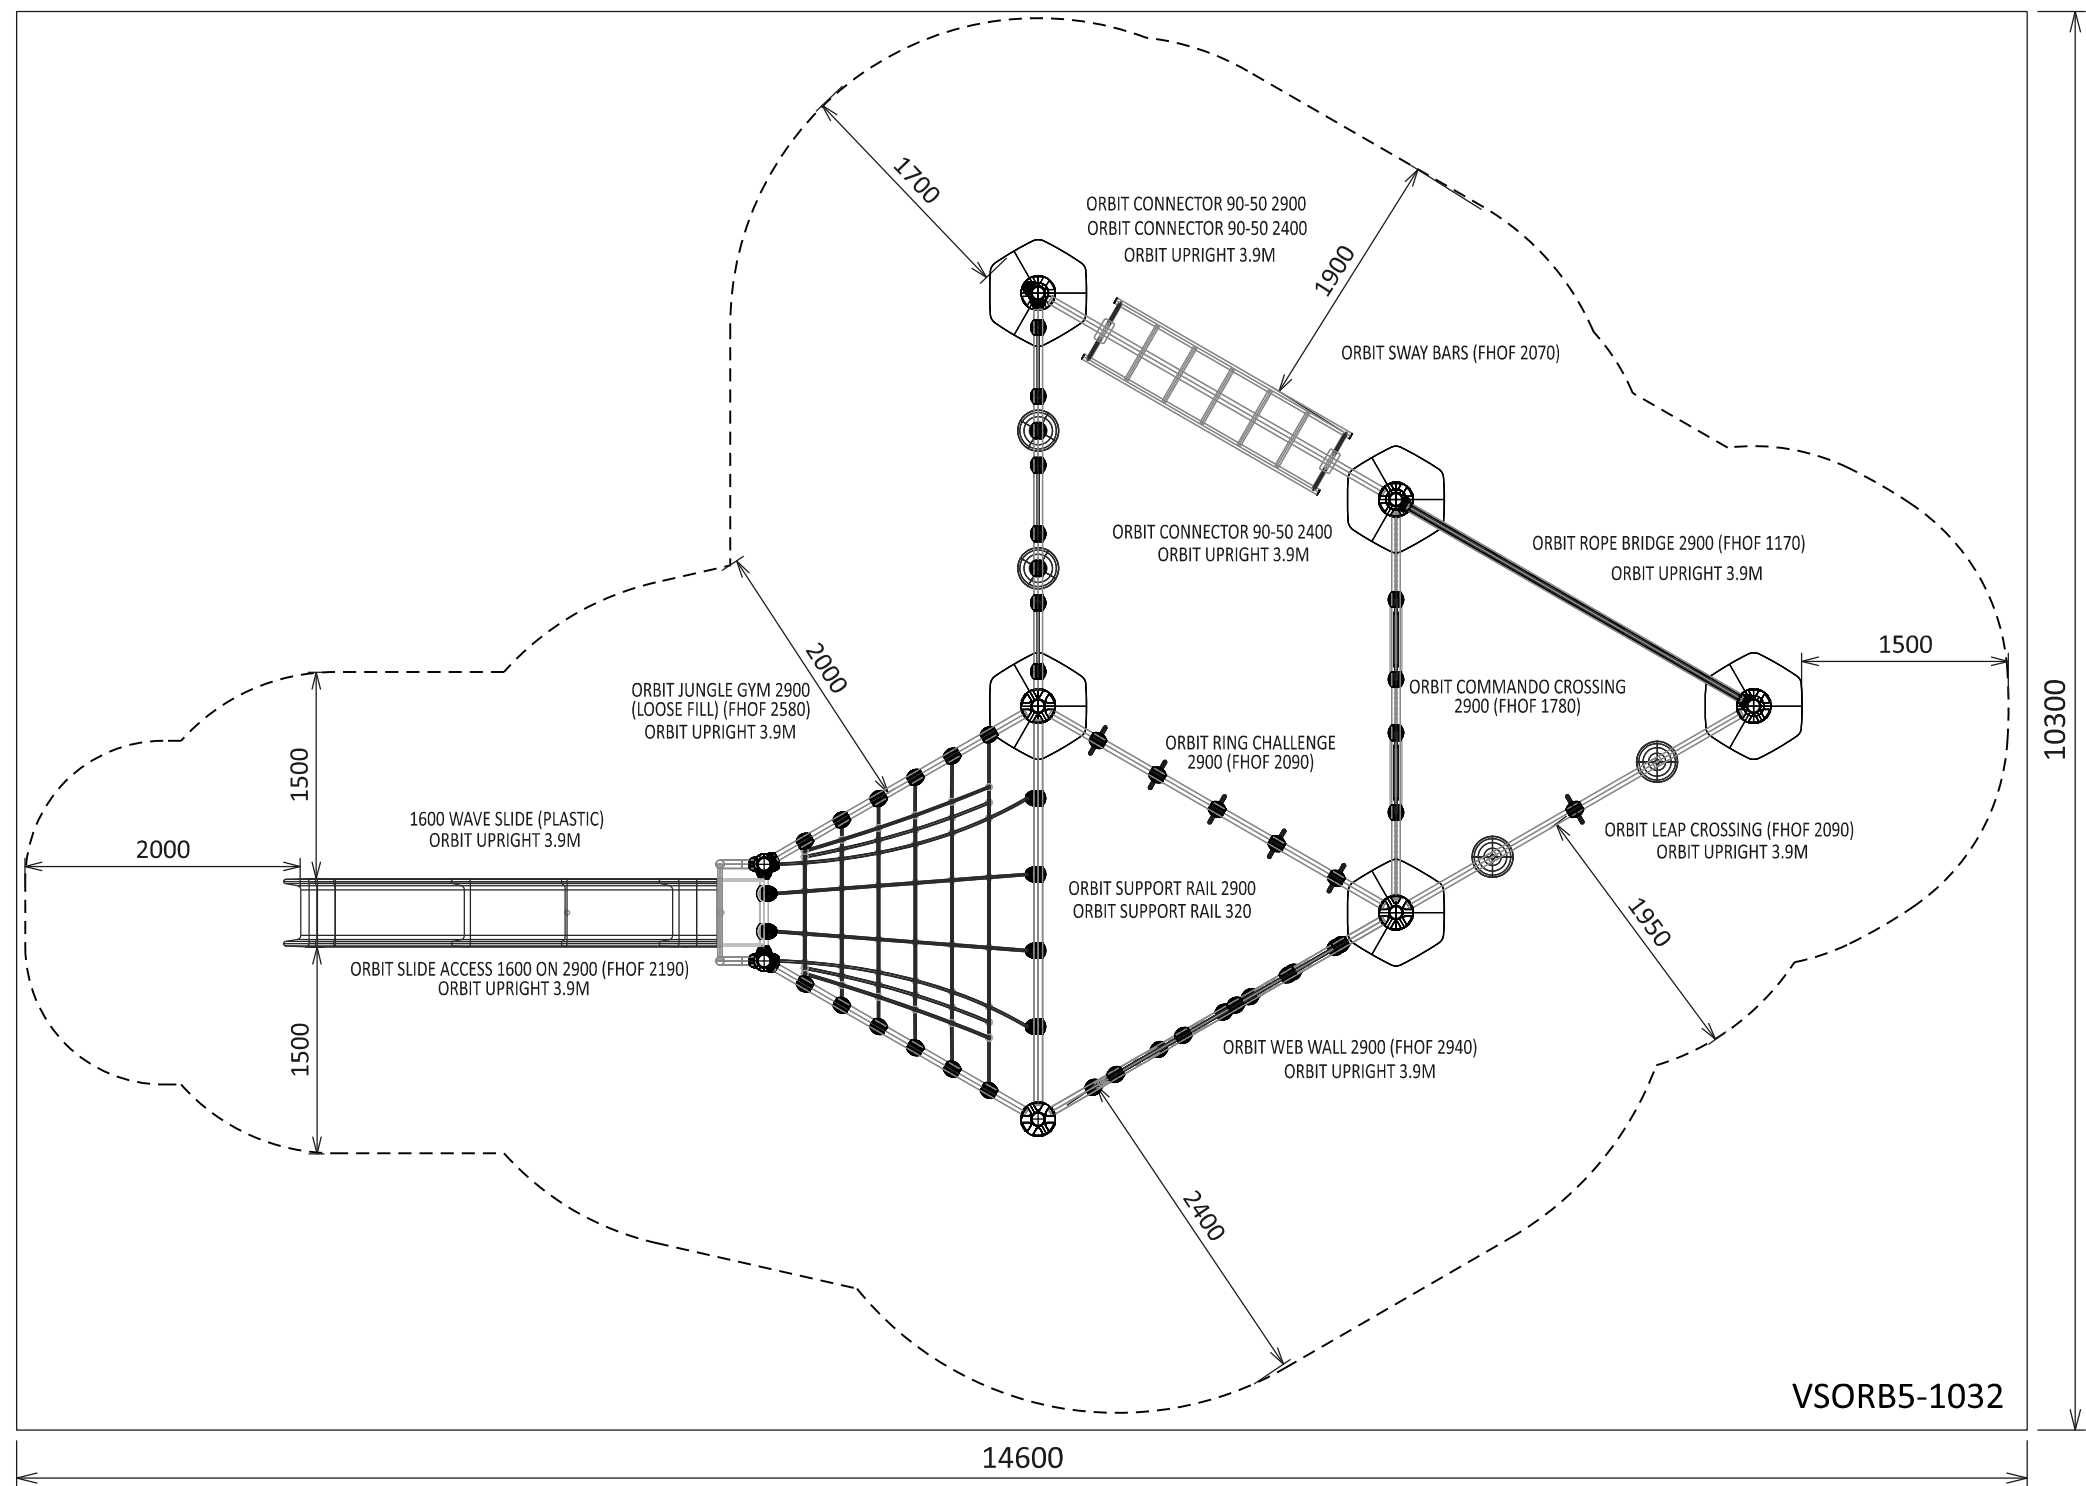 1700
ORBIT CONNECTOR 90-50 2900
ORBIT CONNECTOR 90-50 2400
ORBIT UPRIGHT 3.9M
1900
ORBIT SWAY BARS (FHOF 2070)
ORBIT CONNECTOR 90-50 2400
ORBIT UPRIGHT 3.9M
ORBIT ROPE BRIDGE 2900 (FHOF 1170)
ORBIT UPRIGHT 3.9M
1500
10300
2000
ORBIT JUNGLE GYM 2900
(LOOSE FILL) (FHOF 2580)
ORBIT UPRIGHT 3.9M
ORBIT COMMANDO CROSSING
2900 (FHOF 1780)
ORBIT RING CHALLENGE
2900 (FHOF 2090)
1500
1600 WAVE SLIDE (PLASTIC)
ORBIT UPRIGHT 3.9M
2000
ORBIT LEAP CROSSING (FHOF 2090)
ORBIT UPRIGHT 3.9M
ORBIT SUPPORT RAIL 2900
ORBIT SUPPORT RAIL 320
1950
ORBIT SLIDE ACCESS 1600 ON 2900 (FHOF 2190)
ORBIT UPRIGHT 3.9M
1500
ORBIT WEB WALL 2900 (FHOF 2940)
ORBIT UPRIGHT 3.9M
2400
VSORB5-1032
14600